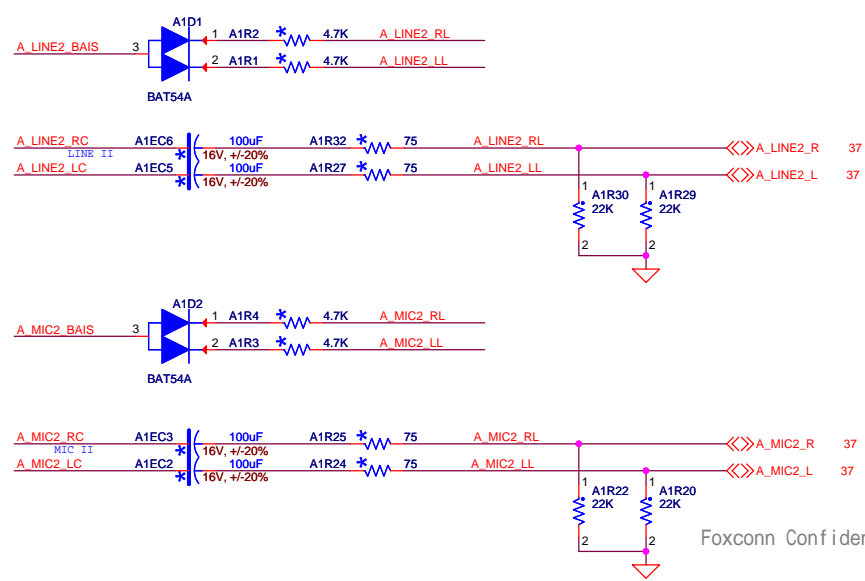 A1D1
A_LINE2_BAIS 3 1 A1R2 4.7K A_LINE2_RL
2 A1R1 4.7K A_LINE2_LL
BAT54A
A_LINE2_RC A1EC6 100uF A1R32 75 A_LINE2_RL A_LINE2_R 37
LINE II 16V, +/-20%
A_LINE2_LC A1EC5 100uF A1R27 75 A_LINE2_LL A_LINE2_L 37
16V, +/-20%
1 A1R30 22K 2
1 A1R29 22K 2
A1D2
A_MIC2_BAIS 3 1 A1R4 4.7K A_MIC2_RL
2 A1R3 4.7K A_MIC2_LL
BAT54A
A_MIC2_RC A1EC3 100uF A1R25 75 A_MIC2_RL A_MIC2_R 37
MIC II 16V, +/-20%
A_MIC2_LC A1EC2 100uF A1R24 75 A_MIC2_LL A_MIC2_L 37
16V, +/-20%
1 A1R22 22K 2
1 A1R20 22K 2
Foxconn Confider